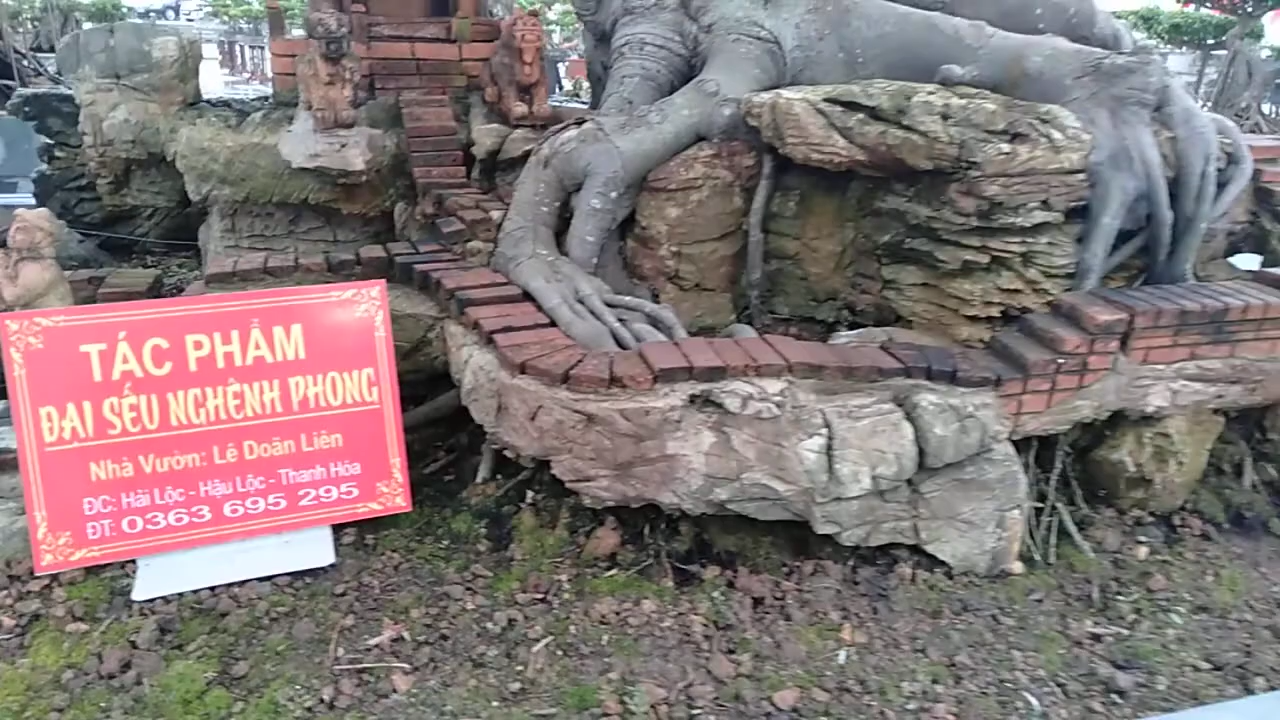 TÁC PHẨM
ĐẠI SẾU NGHÊNH PHONG
Nhà Vườn: Lê Doãn Liên
ĐC: Hải Lộc - Hậu Lộc - Thanh Hóa
ĐT: 0363 695 295